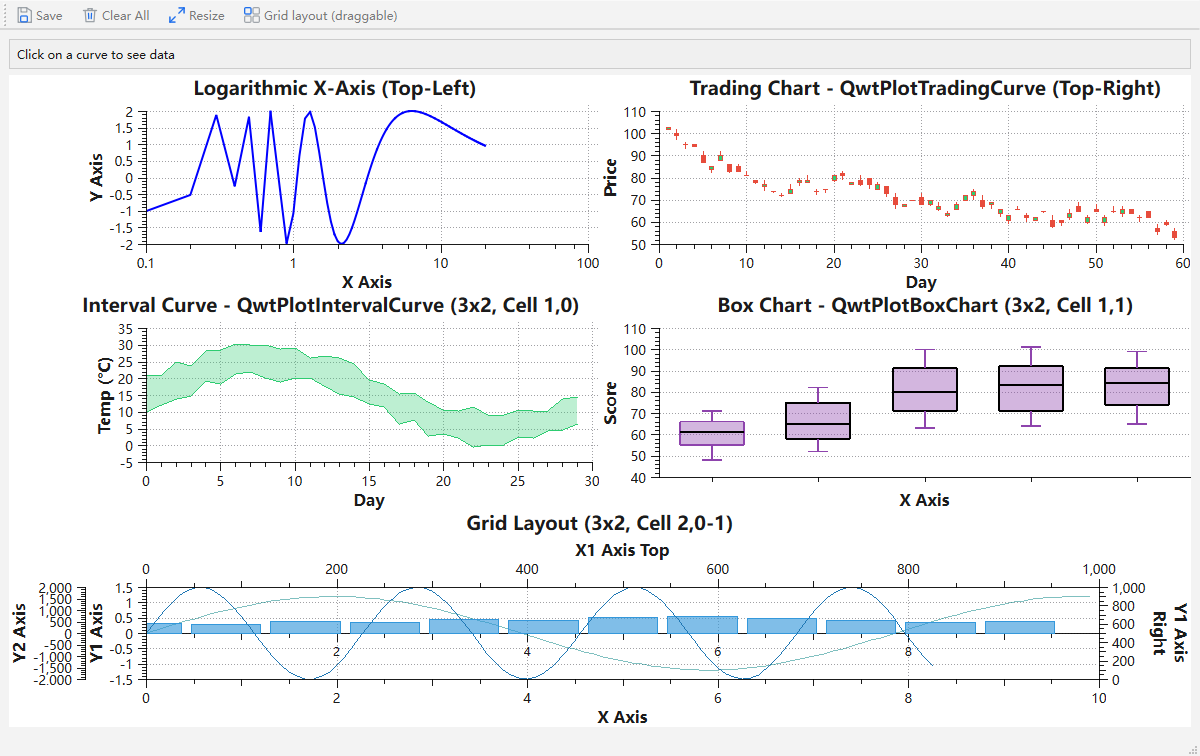 Save Clear All Resize Grid layout (draggable)
Click on a curve to see data
Logarithmic X-Axis (Top-Left)
Y Axis
2
1.5
1
0.5
0
-0.5
-1
-1.5
-2
0.1 1 10 100
X Axis
Trading Chart - QwtPlotTradingCurve (Top-Right)
Price
110
100
90
80
70
60
50
0 10 20 30 40 50 60
Day
Interval Curve - QwtPlotIntervalCurve (3x2, Cell 1,0)
Temp (°C)
35
30
25
20
15
10
5
0
-5
0 5 10 15 20 25 30
Day
Box Chart - QwtPlotBoxChart (3x2, Cell 1,1)
Score
110
100
90
80
70
60
50
40
X Axis
Grid Layout (3x2, Cell 2,0-1)
X1 Axis Top
0 200 400 600 800 1,000
Y2 Axis
2,000
1,500
1,000
500
0
-500
-1,000
-1,500
-2,000
Y1 Axis
1.5
1
0.5
0
-0.5
-1
-1.5
2 4 6 8
1,000
800
600
400
200
0
Y1 Axis
Right
0 2 4 6 8 10
X Axis